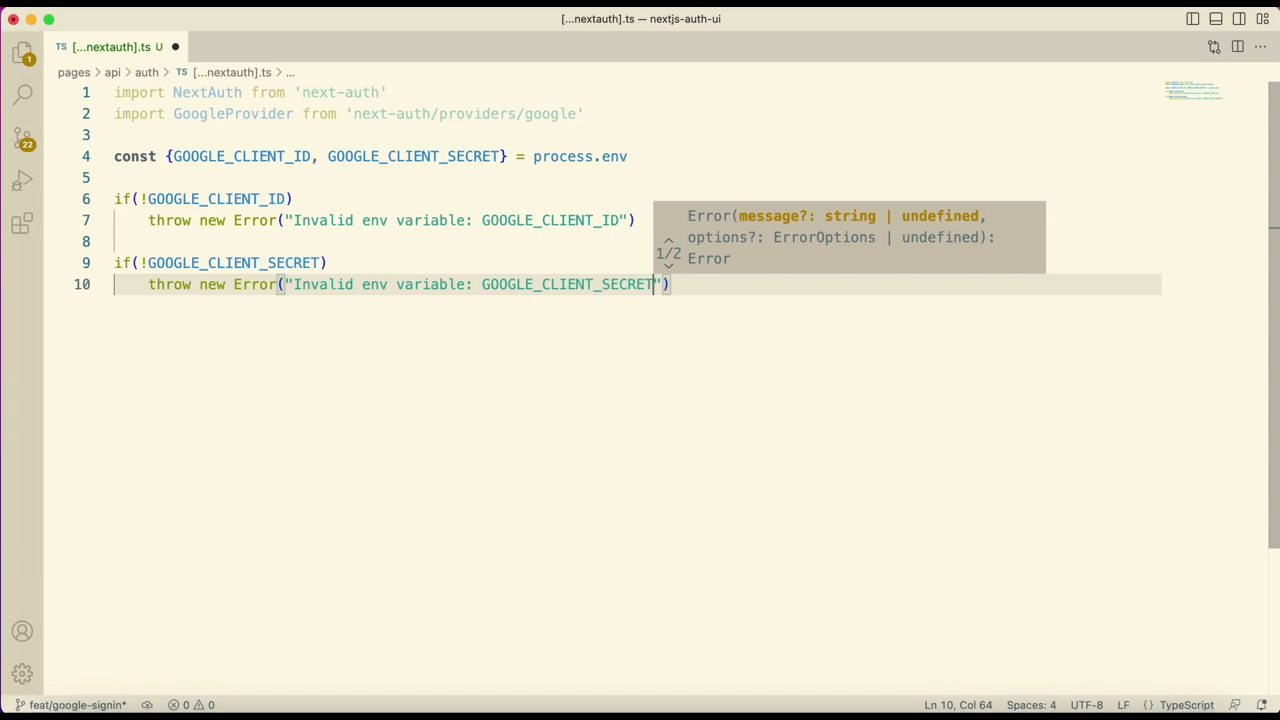 [...nextauth].ts — nextjs-auth-ui
TS [...nextauth].ts U
pages > api > auth > TS [...nextauth].ts > ...
1 import NextAuth from 'next-auth'
2 import GoogleProvider from 'next-auth/providers/google'
3
4 const {GOOGLE_CLIENT_ID, GOOGLE_CLIENT_SECRET} = process.env
5
6 if(!GOOGLE_CLIENT_ID)
7 throw new Error("Invalid env variable: GOOGLE_CLIENT_ID")
8
9 if(!GOOGLE_CLIENT_SECRET)
10 throw new Error("Invalid env variable: GOOGLE_CLIENT_SECRET")
Error(message?: string | undefined,
options?: ErrorOptions | undefined):
1/2 Error
1
22
feat/google-signin* 0 0 Ln 10, Col 64 Spaces: 4 UTF-8 LF {} TypeScript